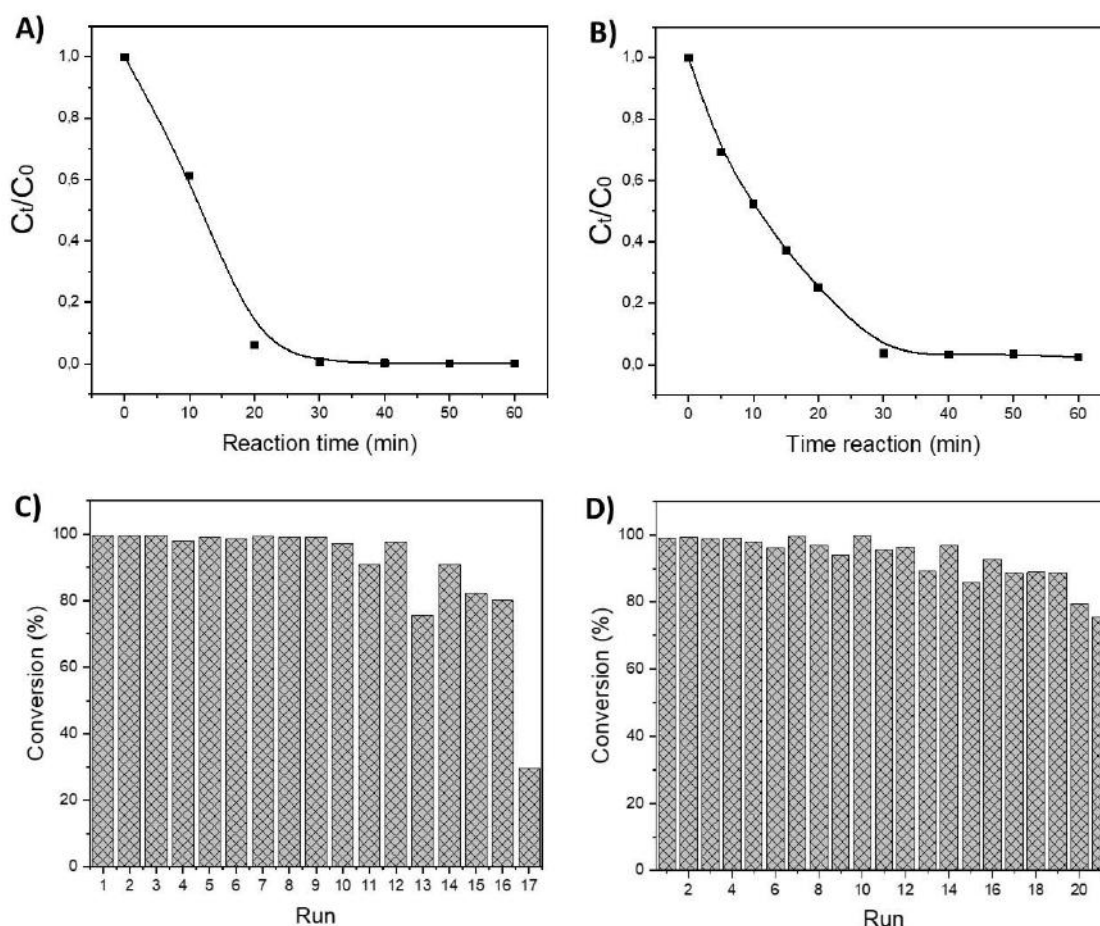 A)
Ct/C0
1,0
0,8
0,6
0,4
0,2
0,0
0 10 20 30 40 50 60
Reaction time (min)
B)
Ct/C0
1,0
0,8
0,6
0,4
0,2
0,0
0 10 20 30 40 50 60
Time reaction (min)
C)
Conversion (%)
100
80
60
40
20
0
1 2 3 4 5 6 7 8 9 10 11 12 13 14 15 16 17
Run
D)
Conversion (%)
100
80
60
40
20
0
2 4 6 8 10 12 14 16 18 20
Run